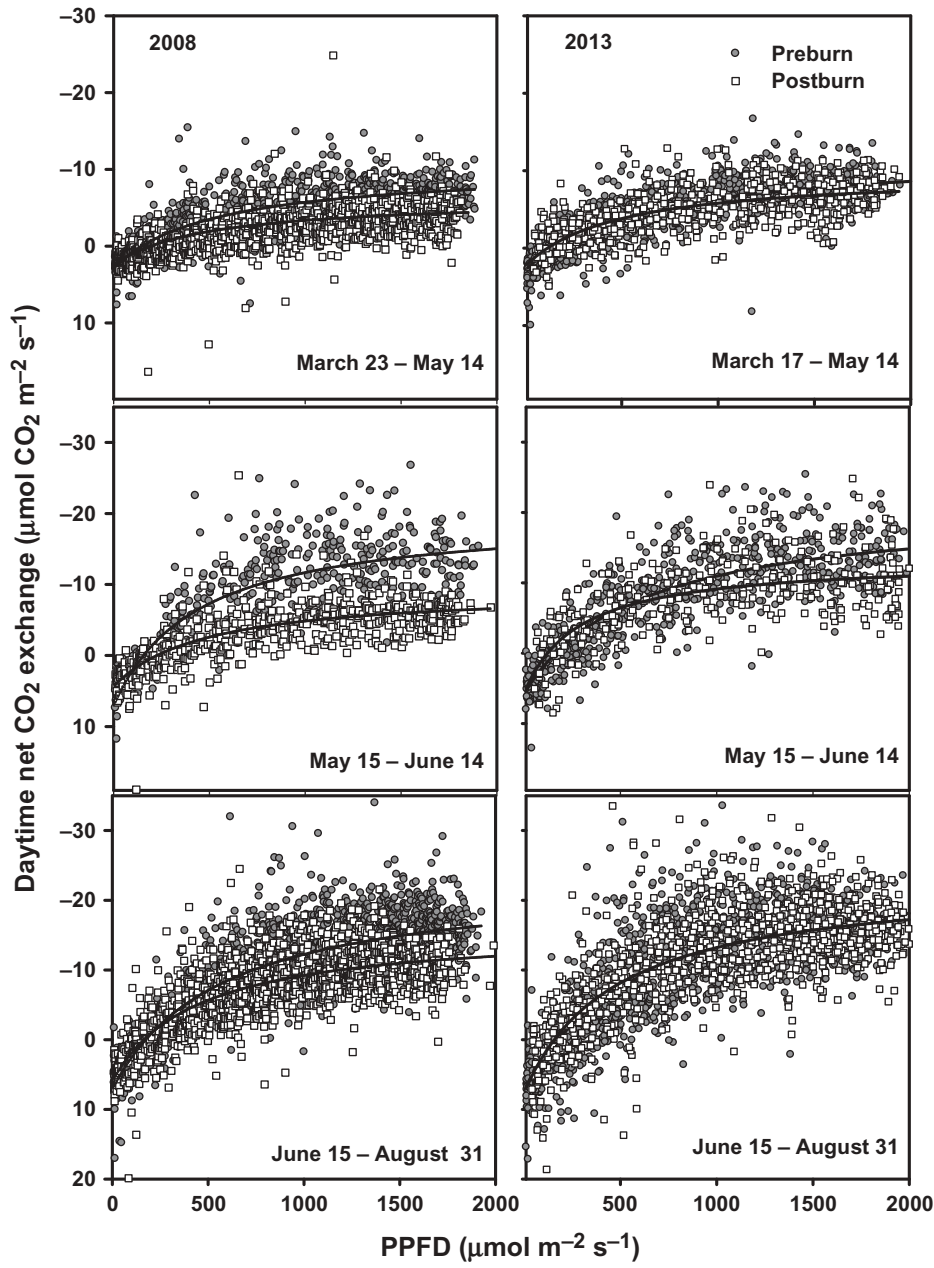 Daytime net CO₂ exchange (μmol CO₂ m⁻² s⁻¹)
–30
–20
–10
0
10
2008
March 23 – May 14
2013
Preburn
Postburn
March 17 – May 14
–30
–20
–10
0
10
May 15 – June 14
May 15 – June 14
–30
–20
–10
0
10
20
June 15 – August 31
June 15 – August 31
0
500
1000
1500
2000
500
1000
1500
2000
PPFD (μmol m⁻² s⁻¹)